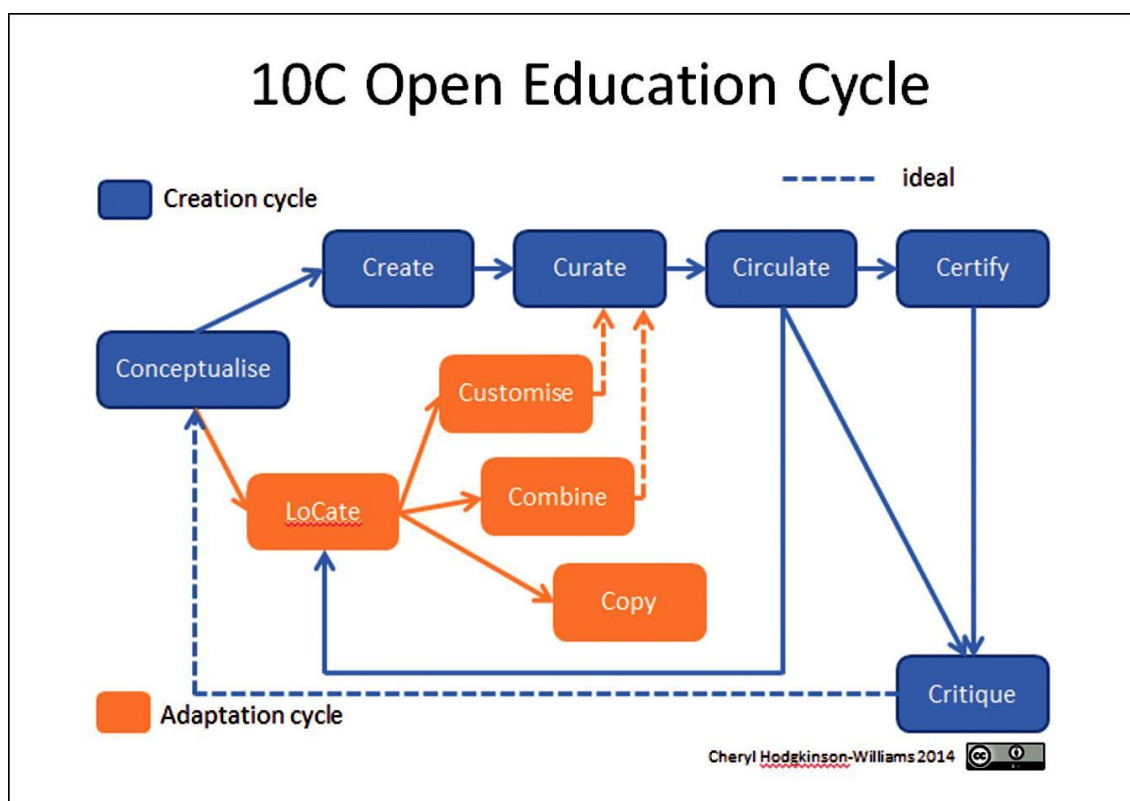 10C Open Education Cycle
ideal
Creation cycle
Create
Curate
Circulate
Certify
Conceptualise
Customise
Combine
LoCate
Copy
Critique
Adaptation cycle
Cheryl Hodgkinson-Williams 2014
cc